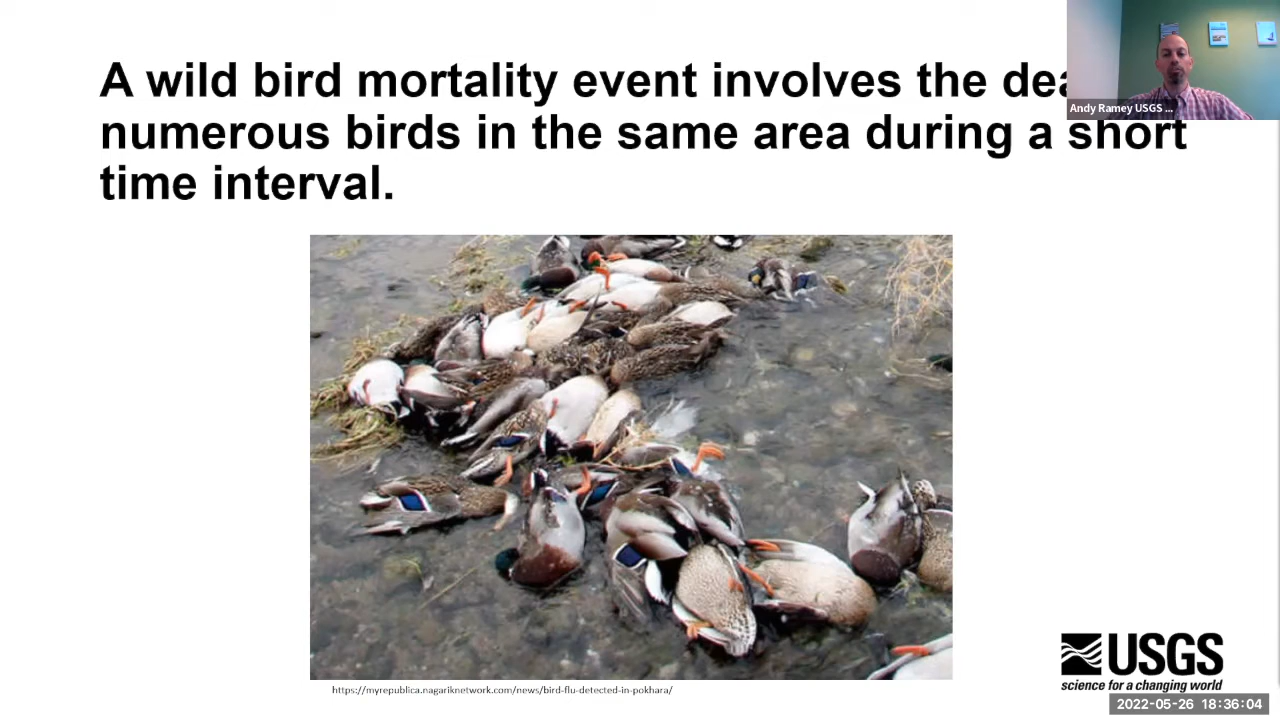 A wild bird mortality event involves the
numerous birds in the same area during a short
time interval.
Andy Ramey USGS ...
https://myrepublica.nagariknetwork.com/news/bird-flu-detected-in-pokhara/
USGS
science for a changing world
2022-05-26 18:36:04